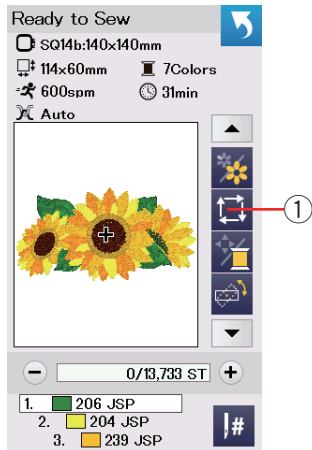 Ready to Sew
SQ14b:140x140mm
114x60mm 7Colors
600spm 31min
Auto
1
0/13,733 ST
1. 206 JSP
2. 204 JSP
3. 239 JSP
#